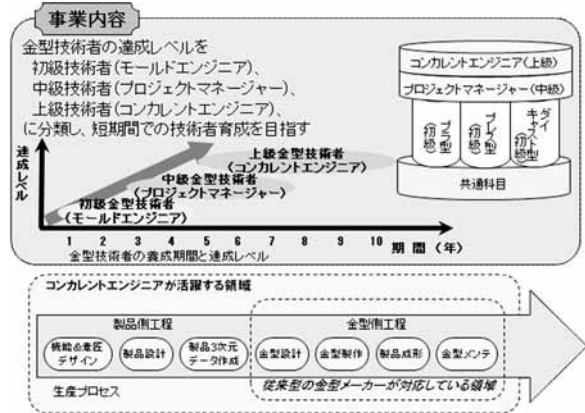 事業内容
金型技術者の達成レベルを
初級技術者(モールドエンジニア)、
中級技術者(プロジェクトマネージャー)、
上級技術者(コンカレントエンジニア)、
に分類し、短期間での技術者育成を目指す
コンカレントエンジニア(上級)
プロジェクトマネージャー(中級)
プラ型(初級)
プレス型(初級)
ダイキャスト型(初級)
共通科目
達成レベル
上級金型技術者
(コンカレントエンジニア)
中級金型技術者
(プロジェクトマネージャー)
初級金型技術者
(モールドエンジニア)
1 2 3 4 5 6 7 8 9 10 期間(年)
金型技術者の養成期間と達成レベル
コンカレントエンジニアが活躍する領域
製品側工程
金型側工程
機能&意匠
デザイン
製品設計
製品3次元
データ作成
金型設計
金型製作
製品成形
金型メンテ
生産プロセス
従来型の金型メーカーが対応している領域